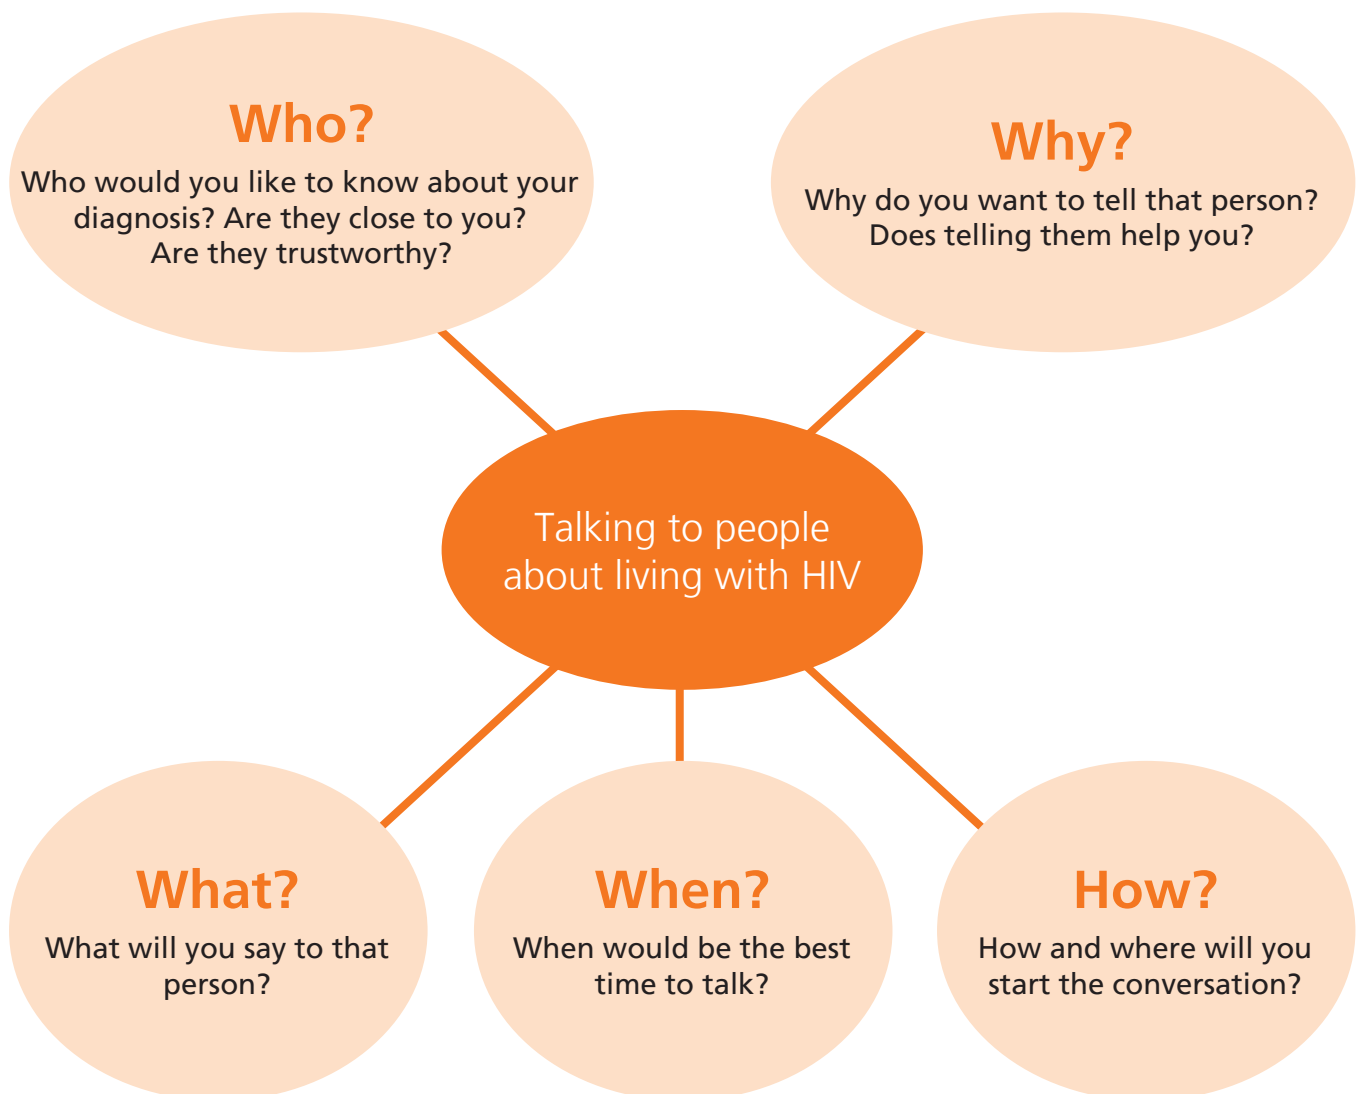 Who?
Who would you like to know about your
diagnosis? Are they close to you?
Are they trustworthy?
Why?
Why do you want to tell that person?
Does telling them help you?
Talking to people
about living with HIV
What?
What will you say to that
person?
When?
When would be the best
time to talk?
How?
How and where will you
start the conversation?